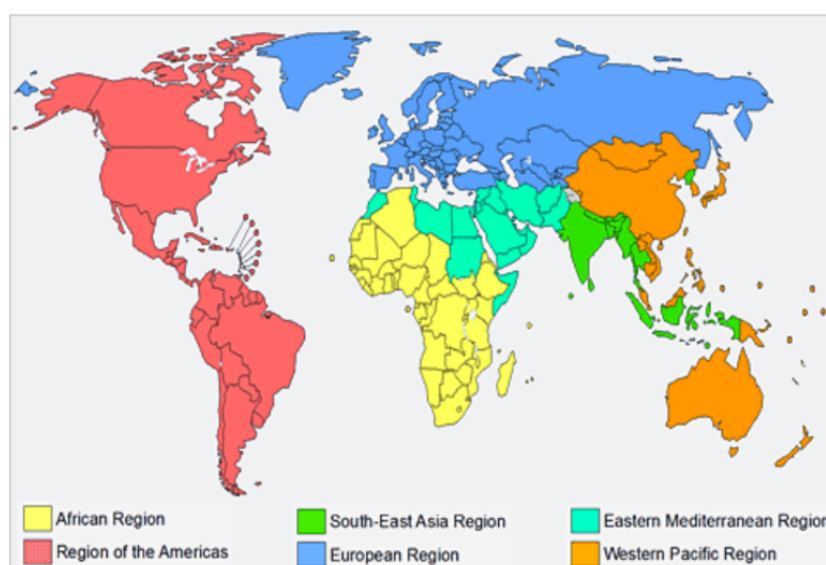 African Region
South-East Asia Region
Eastern Mediterranean Region
Region of the Americas
European Region
Western Pacific Region